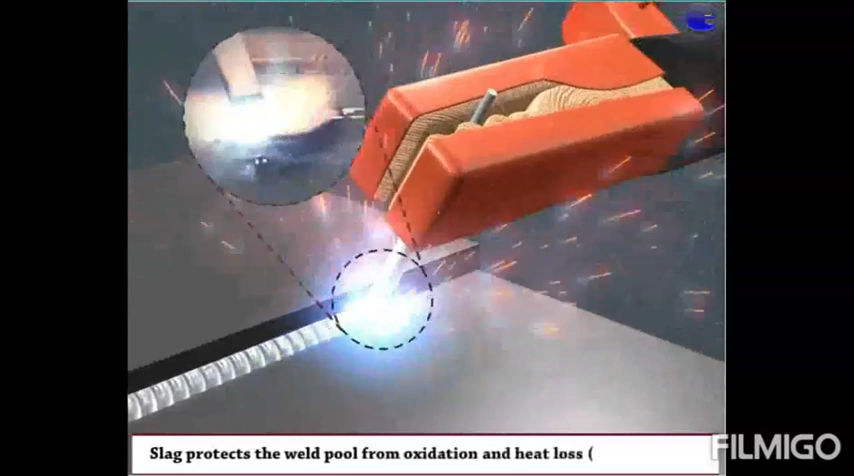 Slag protects the weld pool from oxidation and heat loss (
FILMIGO